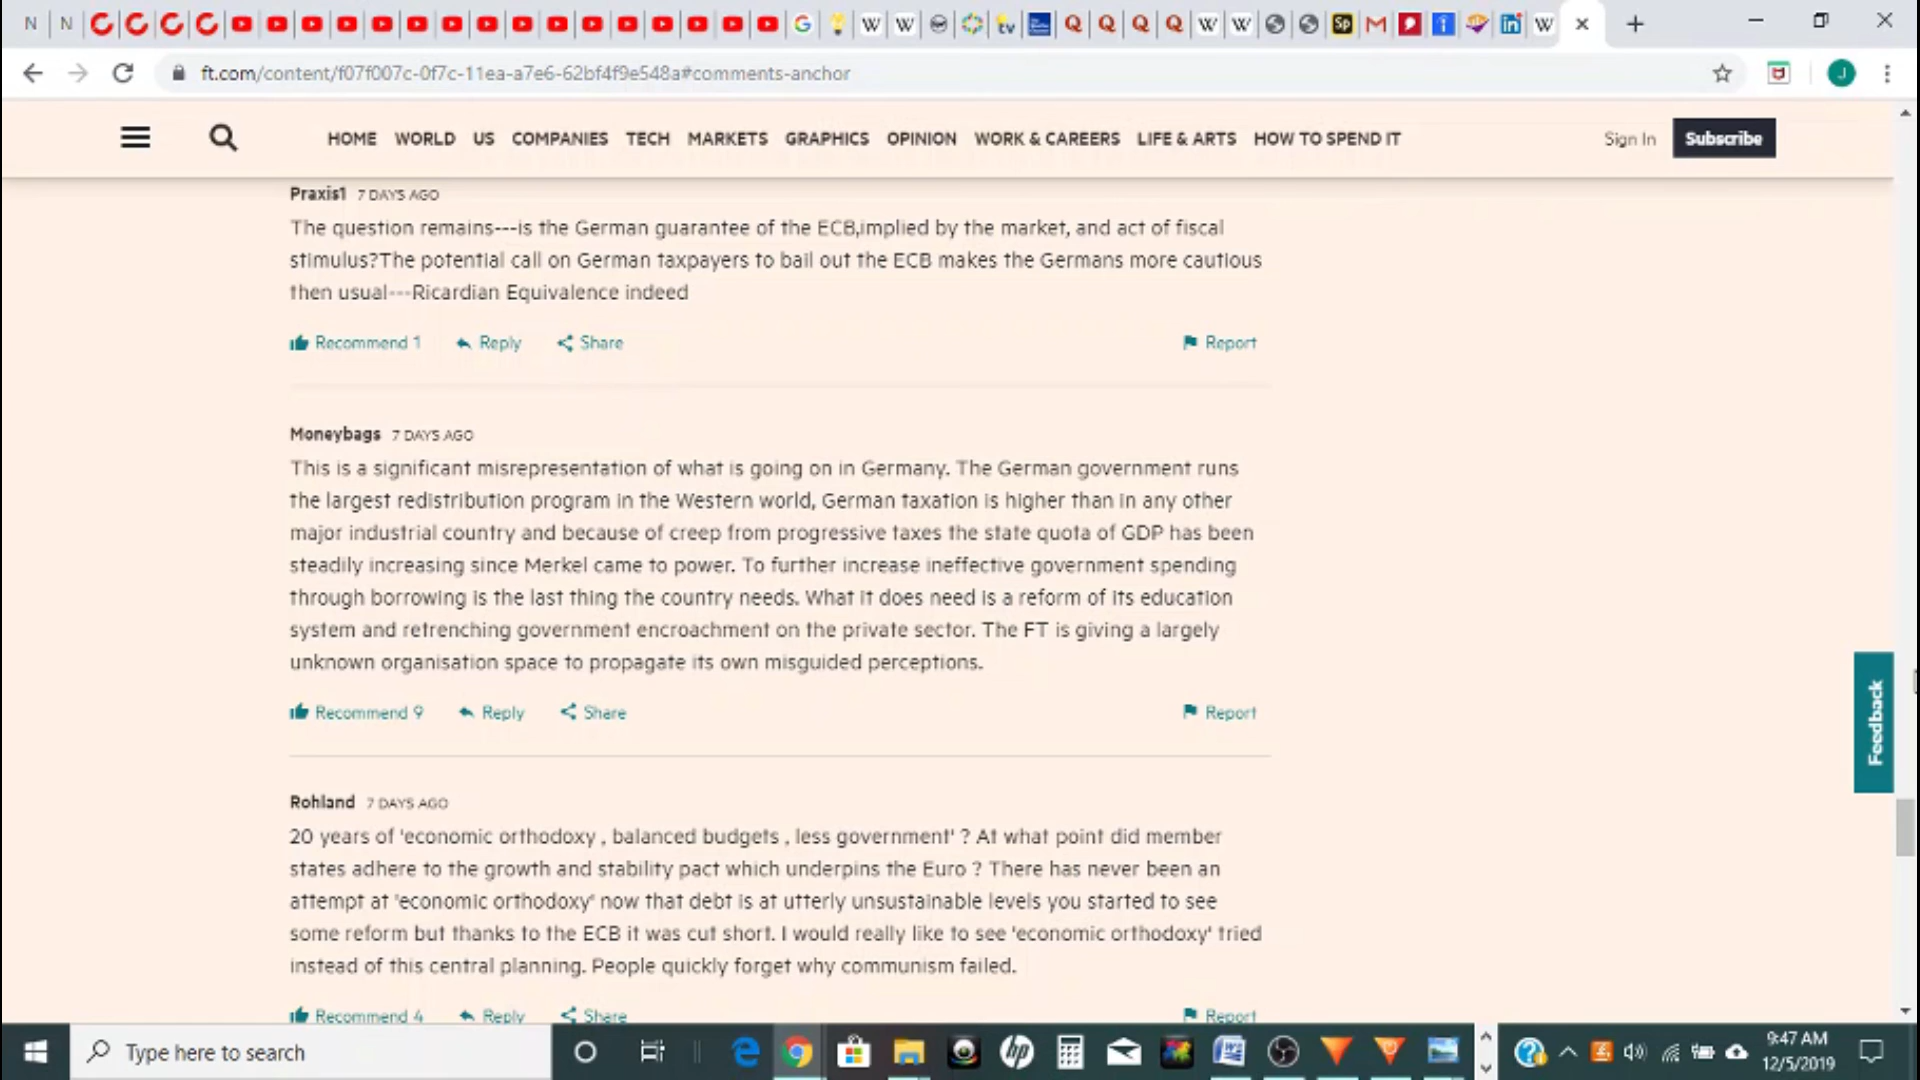 ft.com/content/f07f007c-0f7c-11ea-a7e6-62bf4f9e548a#comments-anchor
J
HOME WORLD US COMPANIES TECH MARKETS GRAPHICS OPINION WORK & CAREERS LIFE & ARTS HOW TO SPEND IT Sign In Subscribe
Praxis1 7 DAYS AGO
The question remains---is the German guarantee of the ECB,implied by the market, and act of fiscal
stimulus?The potential call on German taxpayers to bail out the ECB makes the Germans more cautious
then usual---Ricardian Equivalence indeed
Recommend 1 Reply Share Report
Moneybags 7 DAYS AGO
This is a significant misrepresentation of what is going on in Germany. The German government runs
the largest redistribution program in the Western world, German taxation is higher than in any other
major industrial country and because of creep from progressive taxes the state quota of GDP has been
steadily increasing since Merkel came to power. To further increase ineffective government spending
through borrowing is the last thing the country needs. What it does need is a reform of its education
system and retrenching government encroachment on the private sector. The FT is giving a largely
unknown organisation space to propagate its own misguided perceptions.
Recommend 9 Reply Share Report
Feedback
Rohland 7 DAYS AGO
20 years of 'economic orthodoxy , balanced budgets , less government' ? At what point did member
states adhere to the growth and stability pact which underpins the Euro ? There has never been an
attempt at 'economic orthodoxy' now that debt is at utterly unsustainable levels you started to see
some reform but thanks to the ECB it was cut short. I would really like to see 'economic orthodoxy' tried
instead of this central planning. People quickly forget why communism failed.
Recommend 4 Reply Share Report
Type here to search
9:47 AM
12/5/2019